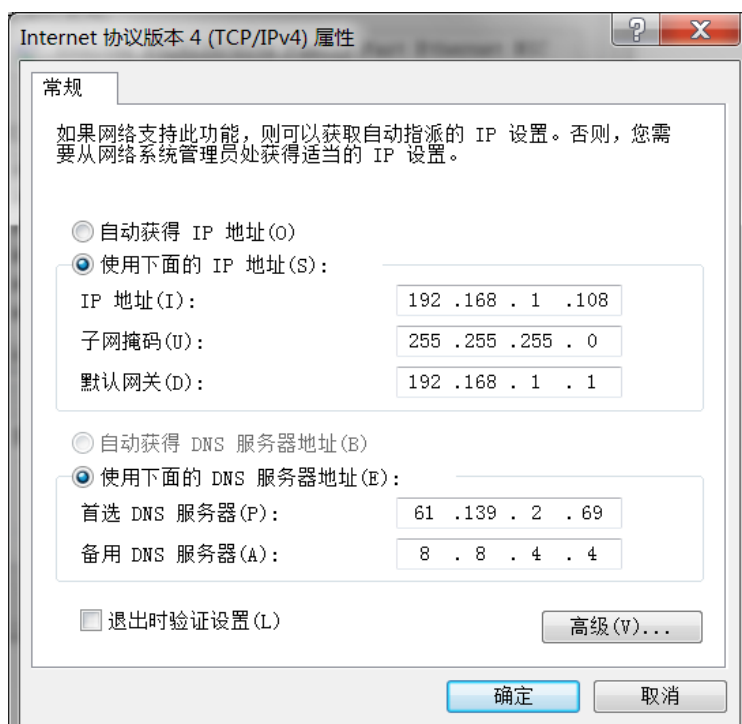 Internet 协议版本 4 (TCP/IPv4) 属性
常规
如果网络支持此功能，则可以获取自动指派的 IP 设置。否则，您需
要从网络系统管理员处获得适当的 IP 设置。
自动获得 IP 地址(O)
使用下面的 IP 地址(S):
IP 地址(I): 192 .168 . 1 .108
子网掩码(U): 255 .255 .255 . 0
默认网关(D): 192 .168 . 1 . 1
自动获得 DNS 服务器地址(B)
使用下面的 DNS 服务器地址(E):
首选 DNS 服务器(P): 61 .139 . 2 . 69
备用 DNS 服务器(A): 8 . 8 . 4 . 4
退出时验证设置(L)
高级(V)...
确定 取消